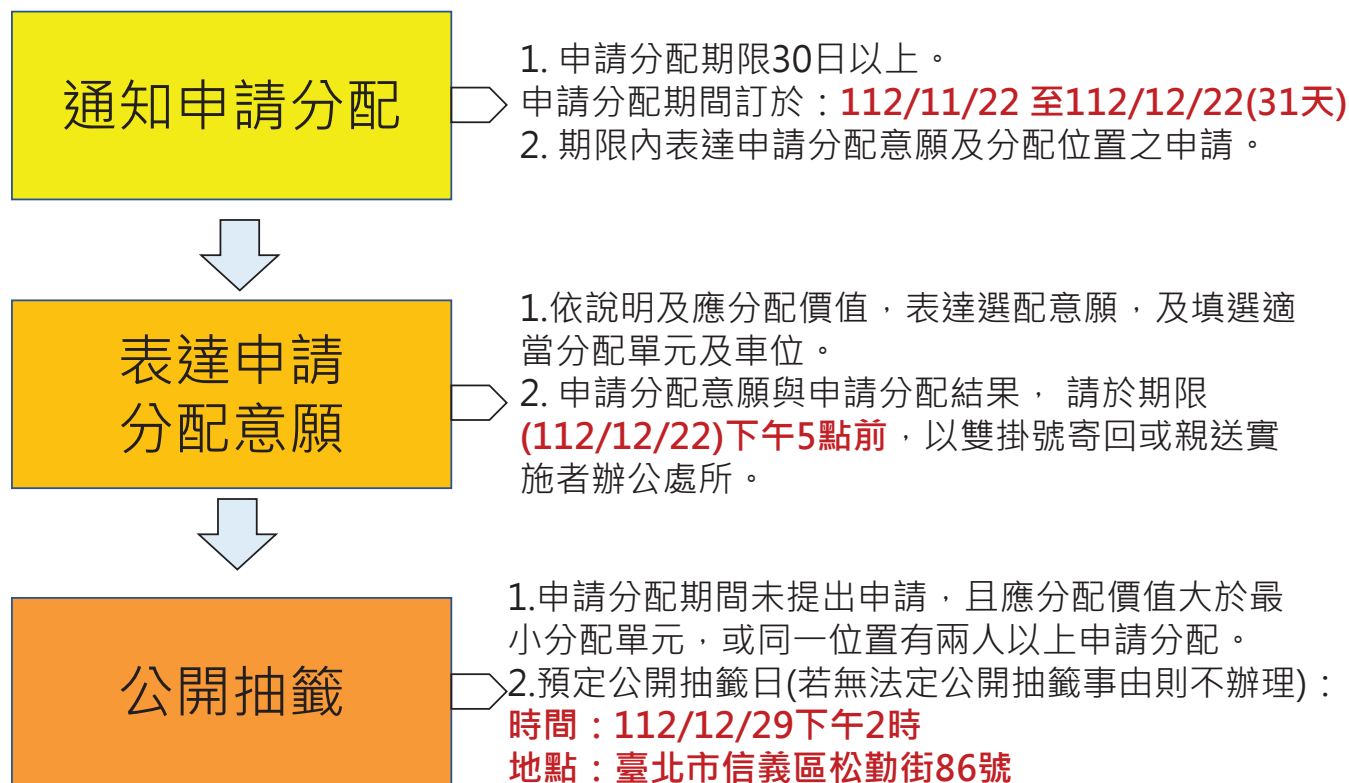 通知申請分配
1. 申請分配期限30日以上。
申請分配期間訂於：112/11/22 至112/12/22(31天)
2. 期限內表達申請分配意願及分配位置之申請。
表達申請
分配意願
1.依說明及應分配價值，表達選配意願，及填選適
當分配單元及車位。
2. 申請分配意願與申請分配結果， 請於期限
(112/12/22)下午5點前，以雙掛號寄回或親送實
施者辦公處所。
公開抽籤
1.申請分配期間未提出申請，且應分配價值大於最
小分配單元，或同一位置有兩人以上申請分配。
2.預定公開抽籤日(若無法定公開抽籤事由則不辦理)：
時間：112/12/29下午2時
地點：臺北市信義區松勤街86號